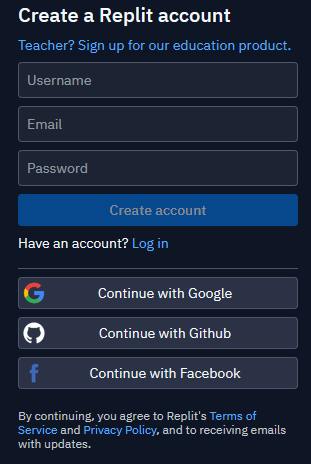 Create a Replit account
Teacher? Sign up for our education product.
Username
Email
Password
Create account
Have an account? Log in
Continue with Google
Continue with Github
Continue with Facebook
By continuing, you agree to Replit's Terms of
Service and Privacy Policy, and to receiving emails
with updates.